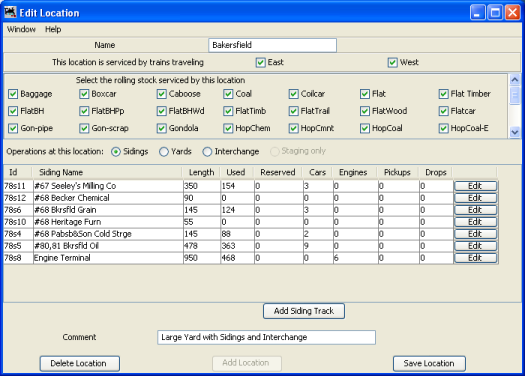 Edit Location
Window Help
Name Bakersfield
This location is serviced by trains traveling East West
Select the rolling stock serviced by this location
Baggage Boxcar Caboose Coal Coilcar Flat Flat Timber
FlatBH FlatBHPp FlatBHWd FlatTimb FlatTrail FlatWood Flatcar
Gon-pipe Gon-scrap Gondola HopChem HopCmnt HopCoal HopCoal-E
Operations at this location: Sidings Yards Interchange Staging only
Id Siding Name Length Used Reserved Cars Engines Pickups Drops
78s11 #67 Seeley's Milling Co 350 154 0 3 0 0 0 Edit
78s12 #68 Becker Chemical 90 0 0 0 0 0 0 Edit
78s6 #68 Bkrsfld Grain 145 124 0 3 0 0 0 Edit
78s10 #68 Heritage Furn 55 0 0 0 0 0 0 Edit
78s4 #68 Pabsb&Son Cold Strge 145 88 0 2 0 0 0 Edit
78s5 #80,81 Bkrsfld Oil 478 363 0 9 0 0 0 Edit
78s8 Engine Terminal 950 468 0 0 6 0 0 Edit
Add Siding Track
Comment Large Yard with Sidings and Interchange
Delete Location Add Location Save Location